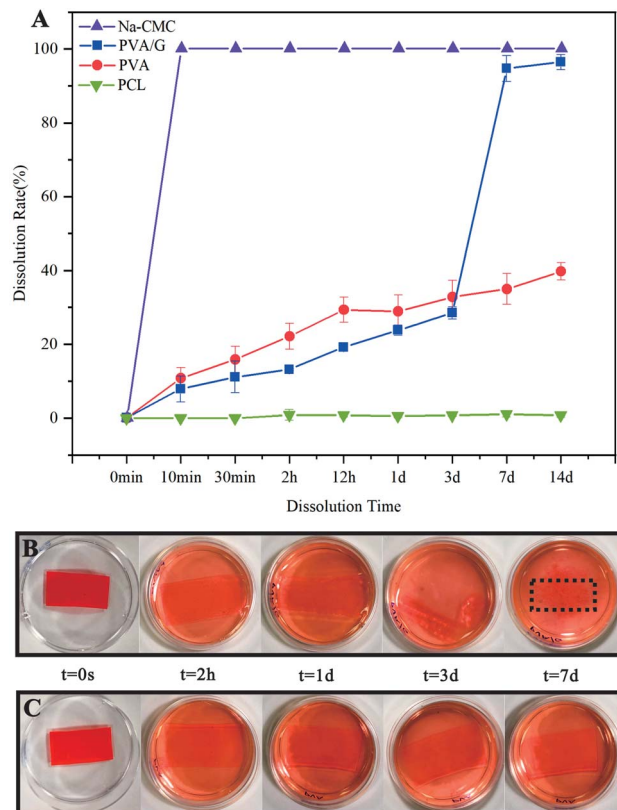 A
Na-CMC
PVA/G
PVA
PCL
100
80
60
40
20
0
Dissolution Rate(%)
0min 10min 30min 2h 12h 1d 3d 7d 14d
Dissolution Time
B
t=0s t=2h t=1d t=3d t=7d
C